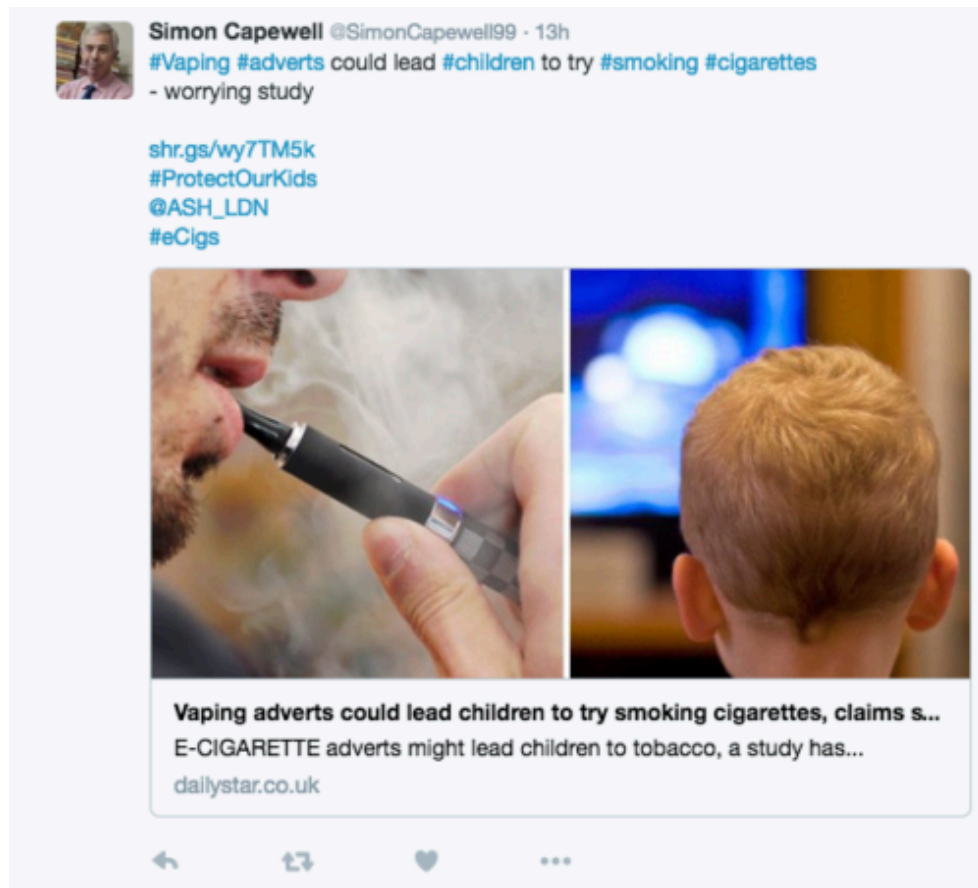 Simon Capewell @SimonCapewell99 · 13h
#Vaping #adverts could lead #children to try #smoking #cigarettes
- worrying study
shr.gs/wy7TM5k
#ProtectOurKids
@ASH_LDN
#eCigs
Vaping adverts could lead children to try smoking cigarettes, claims s...
E-CIGARETTE adverts might lead children to tobacco, a study has...
dailystar.co.uk